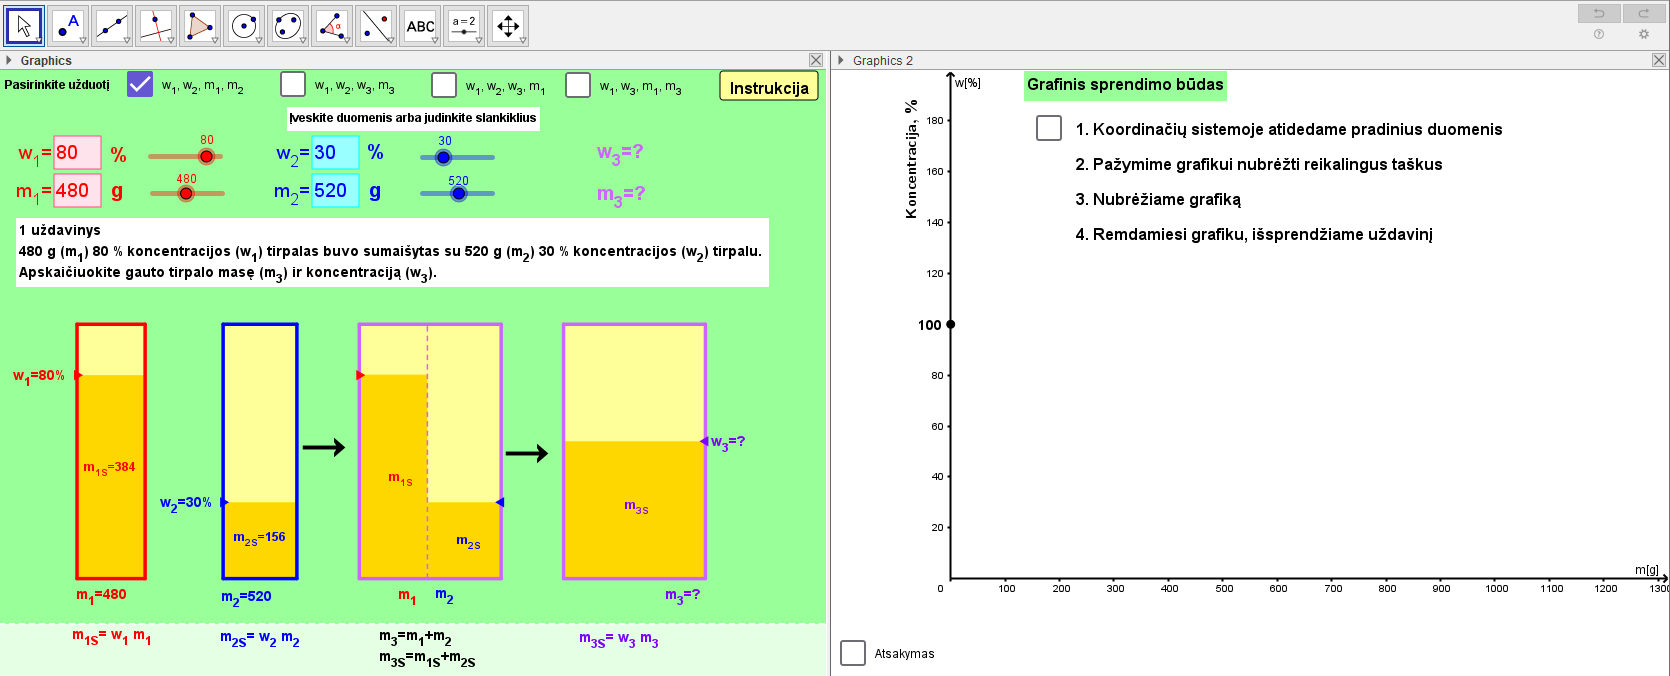 A
α
ABC
a=2
Graphics
Graphics 2
Pasirinkite užduotį
w1, w2, m1, m2
w1, w2, w3, m3
w1, w2, w3, m1
w1, w3, m1, m3
Instrukcija
Įveskite duomenis arba judinkite slankiklius
w1= 80 %
80
w2= 30 %
30
w3=?
m1= 480 g
480
m2= 520 g
520
m3=?
1 uždavinys
480 g (m1) 80 % koncentracijos (w1) tirpalas buvo sumaišytas su 520 g (m2) 30 % koncentracijos (w2) tirpalu.
Apskaičiuokite gauto tirpalo masę (m3) ir koncentraciją (w3).
w1=80%
m1S=384
w2=30%
m2S=156
m1S
m2S
w3=?
m3S
m1=480
m2=520
m1
m2
m3=?
m1S= w1 m1
m2S= w2 m2
m3=m1+m2
m3S=m1S+m2S
m3S= w3 m3
w[%]
Koncentracija, %
Grafinis sprendimo būdas
1. Koordinačių sistemoje atidedame pradinius duomenis
2. Pažymime grafikui nubrėžti reikalingus taškus
3. Nubrėžiame grafiką
4. Remdamiesi grafiku, išsprendžiame uždavinį
180
160
140
120
100
80
60
40
20
m[g]
0 100 200 300 400 500 600 700 800 900 1000 1100 1200 1300
Atsakymas